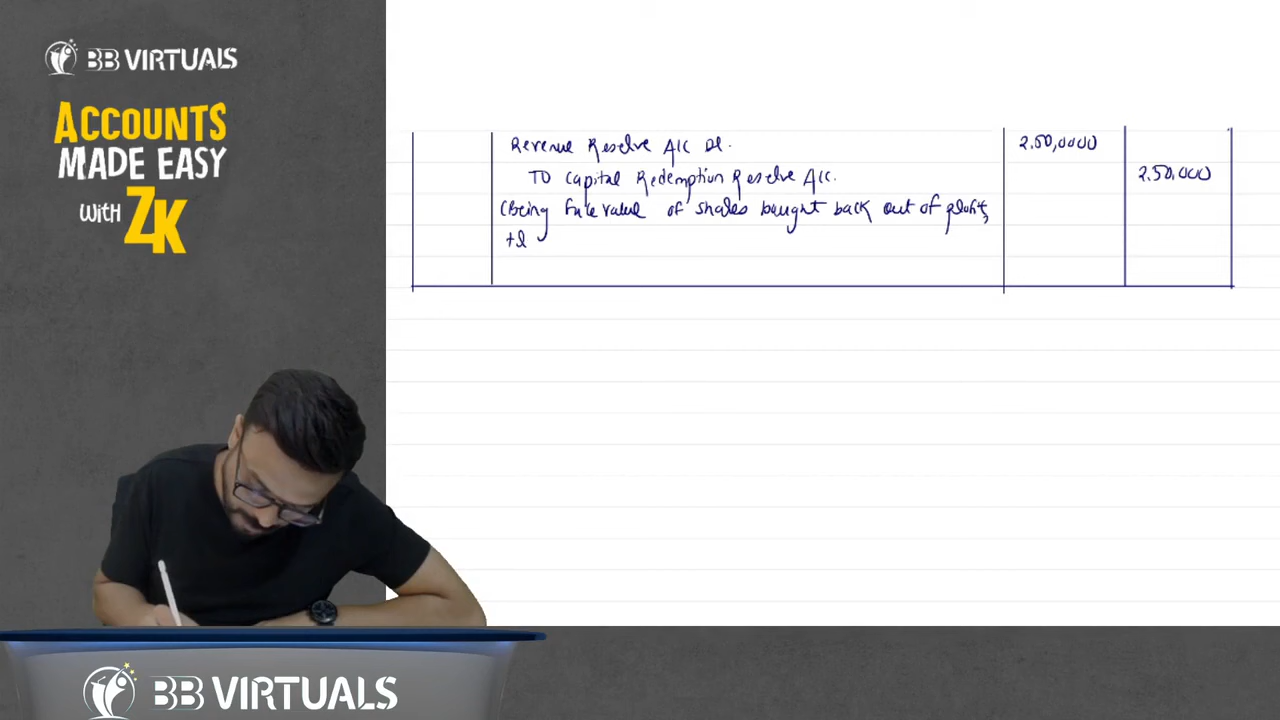 BB VIRTUALS
ACCOUNTS
MADE EASY
with ZK
Revenue Reserve A/C Dr. 2,50,0000
To Capital Redemption Reserve A/C. 2,50,000
(Being face value of shares bought back out of profits,
BB VIRTUALS